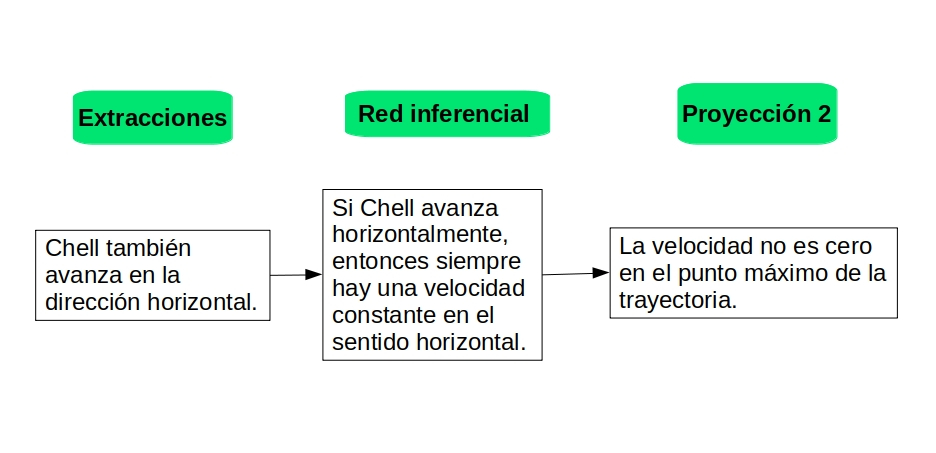 Extracciones
Red inferencial
Proyección 2
Chell también
avanza en la
dirección horizontal.
Si Chell avanza
horizontalmente,
entonces siempre
hay una velocidad
constante en el
sentido horizontal.
La velocidad no es cero
en el punto máximo de la
trayectoria.